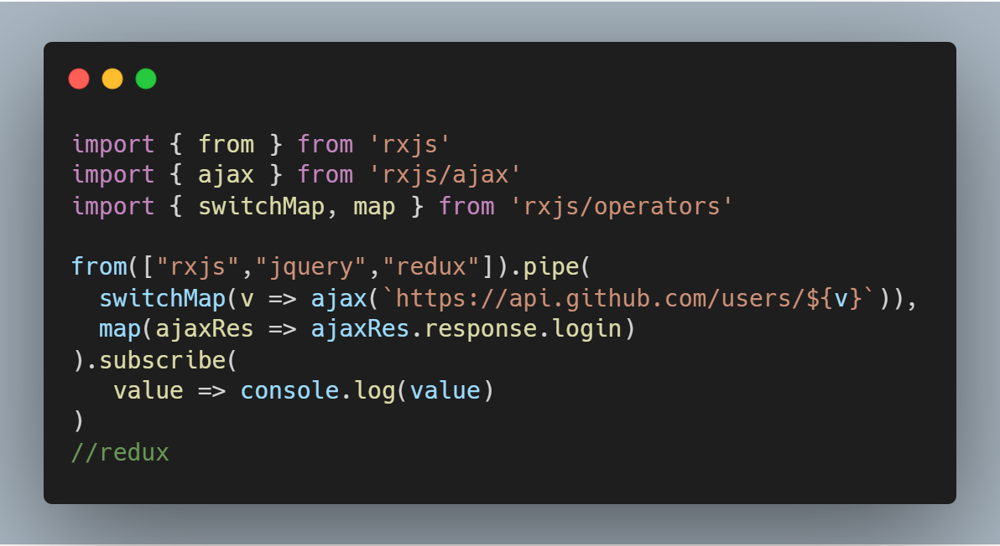 import { from } from 'rxjs'
import { ajax } from 'rxjs/ajax'
import { switchMap, map } from 'rxjs/operators'

from(["rxjs","jquery","redux"]).pipe(
  switchMap(v => ajax(`https://api.github.com/users/${v}`)),
  map(ajaxRes => ajaxRes.response.login)
).subscribe(
   value => console.log(value)
)
//redux